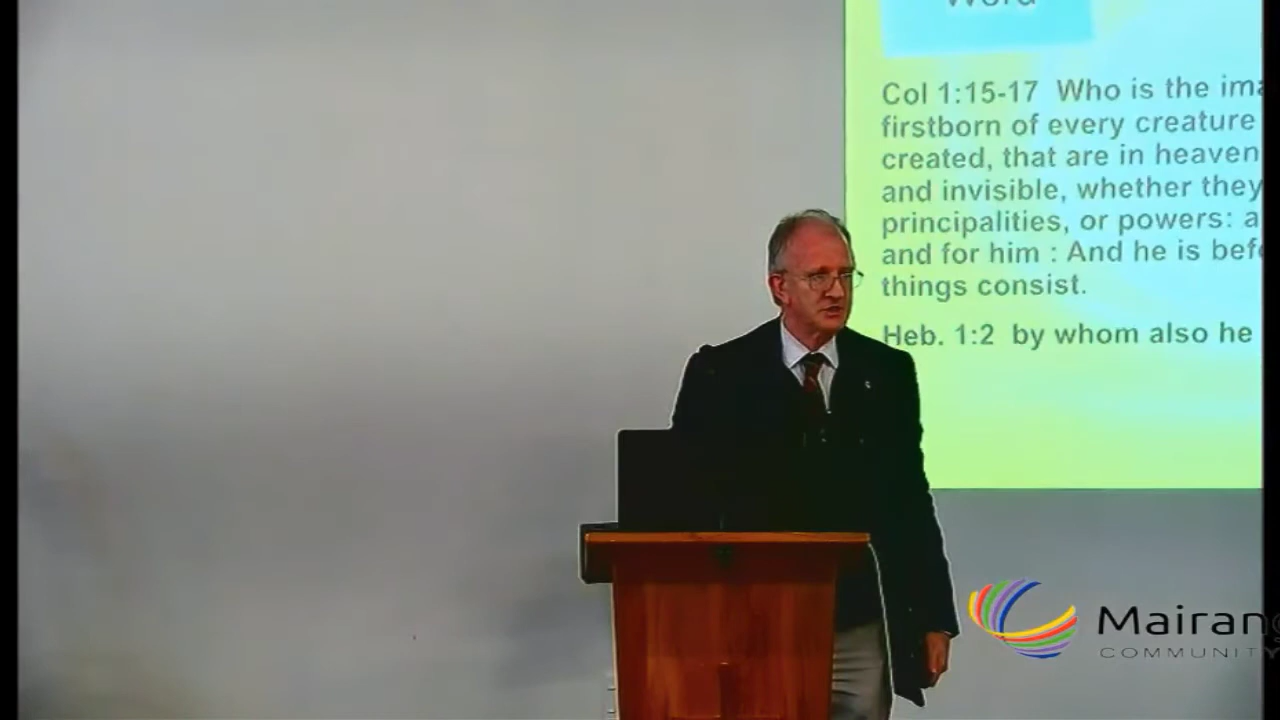 Word
Col 1:15-17 Who is the ima
firstborn of every creature
created, that are in heaven
and invisible, whether they
principalities, or powers: a
and for him : And he is bef
things consist.
Heb. 1:2 by whom also he
Mairang
COMMUNITY